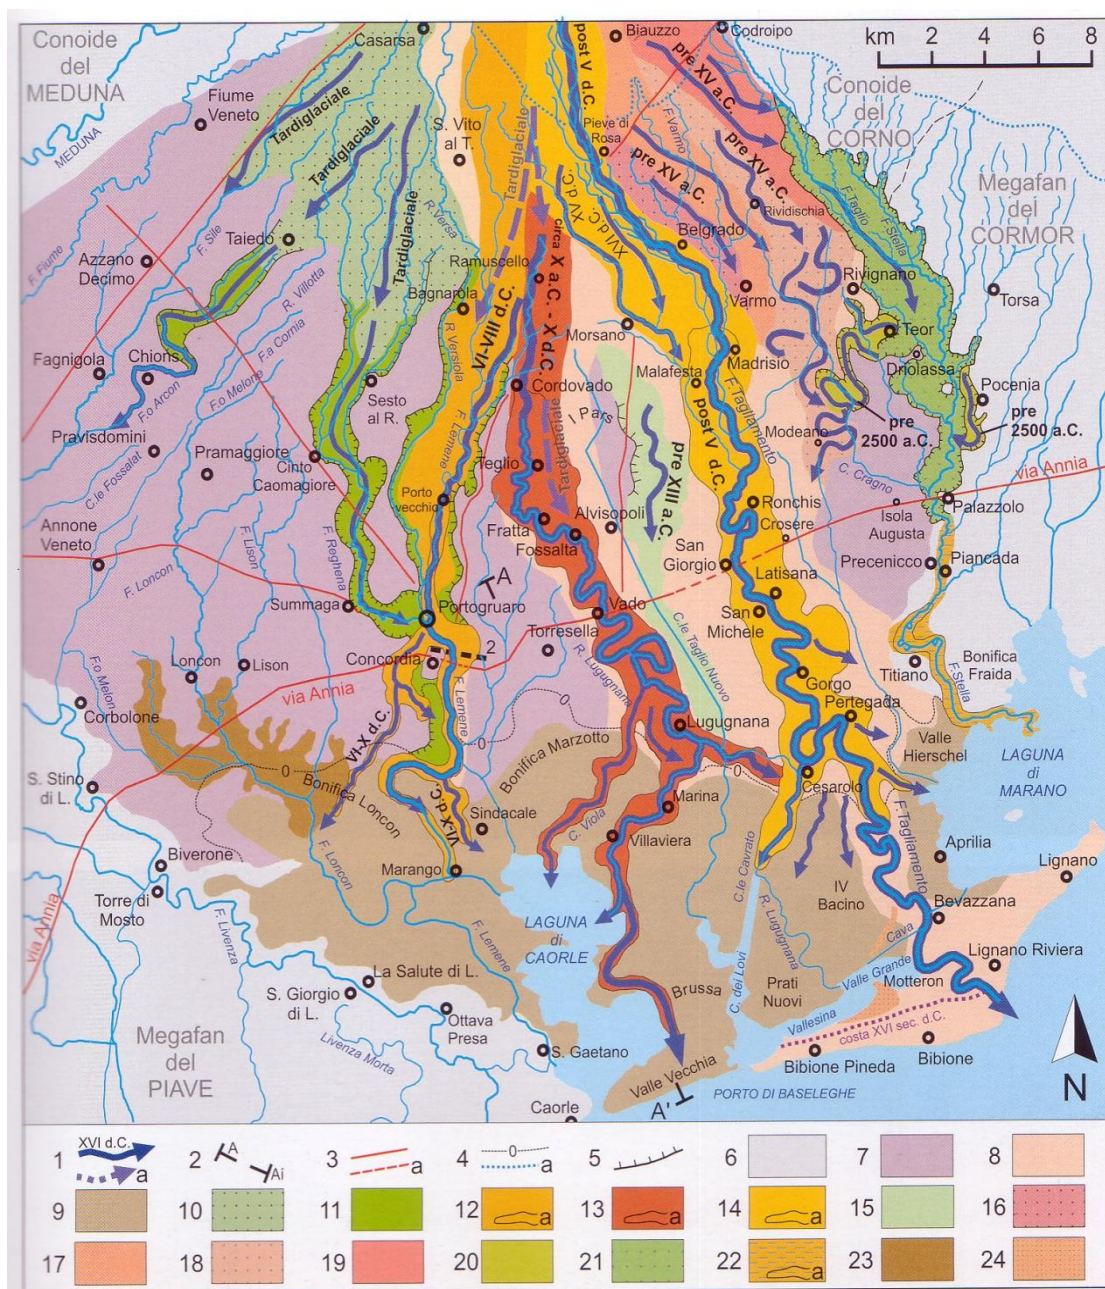 Conoide
del
MEDUNA
Casarsa
Biauzzo
Codroipo
km 2 4 6 8
post V d.C.
pre XV a.C.
Conoide
del
CORNO
Fiume
Veneto
MEDUNA
Tardiglaciale
Tardiglaciale
Tardiglaciale
S. Vito
al T.
Tardiglaciale
Pieve di
Rosa
F. Varmo
pre XV a.C.
pre XV a.C.
F. Taglio
F. Stella
Megafan
del
CORMOR
Rividischia
F. Fiume
F. Sile
R. Versa
XV d.C.
XVI d.C.
Azzano
Decimo
Taiedo
Ramuscello
circa X a.C. - X d.C.
Belgrado
Rivignano
Torsa
R. Villotta
Bagnarola
Varmo
F.a Cornia
R. Versiola
VI-VIII d.C.
Morsano
Teor
Fagnigola
Chions
F.o Arcon
F.o Melone
Sesto
al R.
F. Lemene
Cordovado
Malafesta
Madrisio
Driolassa
Pocenia
I Pars
F. Tagliamento
pre
2500 a.C.
pre
2500 a.C.
Pravisdomini
C.le Fossalat
Pramaggiore
Cinto
Caomagiore
Teglio
Tardiglaciale
pre XIII a.C.
post V d.C.
Modeano
C. Cragno
via Annia
Porto
vecchio
Alvisopoli
Ronchis
Crosere
Isola
Augusta
Palazzolo
Annone
Veneto
F. Loncon
F. Lison
F. Reghena
Fratta
Fossalta
San
Giorgio
Precenicco
Piancada
Latisana
A
Summaga
Portogruaro
Vado
San
Michele
2
Torresella
C.le Taglio Nuovo
Loncon
Lison
Concordia
R. Lugugnana
Titiano
Bonifica
Fraida
F. Stella
F.o Melon
via Annia
F. Lemene
Gorgo
Corbolone
VI-X d.C.
Lugugnana
Pertegada
Valle
Hierschel
0
0
0
Bonifica Marzotto
LAGUNA
di
MARANO
S. Stino
di L.
Bonifica Loncon
VI-X d.C.
Sindacale
Marina
Cesarolo
C. Viola
Villaviera
Biverone
F. Loncon
Marango
C.le Cavrato
F. Tagliamento
Aprilia
Lignano
Torre di
Mosto
via Annia
F. Livenza
LAGUNA
di
CAORLE
R. Lugugnana
IV
Bacino
Bevazzana
F. Lemene
Cava
La Salute di L.
C. dei Lovi
Valle Grande
Lignano Riviera
S. Giorgio
di L.
Brussa
Prati
Nuovi
Motteron
Megafan
del
PIAVE
Livenza Morta
Ottava
Presa
Vallesina
costa XVI sec. d.C.
S. Gaetano
Valle Vecchia
Bibione Pineda
Bibione
N
Caorle
A'
PORTO DI BASELEGHE
1 XVI d.C. a
2 A Ai
3 a
4 0 a
5
6
7
8
9
10
11
12 a
13 a
14 a
15
16
17
18
19
20
21
22 a
23
24